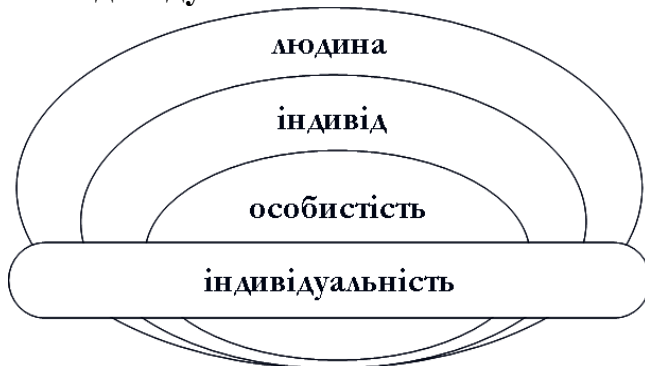 людина
індивід
особистість
індивідуальність